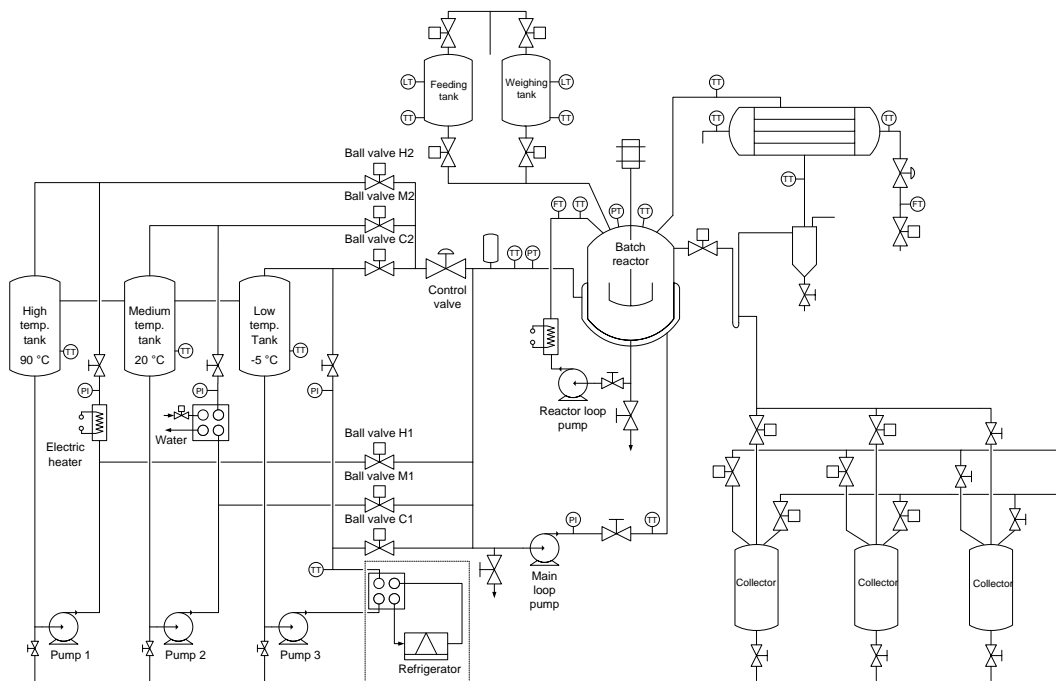 Feeding
tank
Weighing
tank
LT
LT
TT
TT
TT
TT
TT
TT
FT
Ball valve H2
Ball valve M2
Ball valve C2
FT
TT
PT
TT
Batch
reactor
TT
PT
Control
valve
High
temp.
tank
90 °C
TT
Medium
temp.
tank
20 °C
TT
Low
temp.
Tank
-5 °C
TT
PI
PI
PI
Electric
heater
Water
Reactor loop
pump
Ball valve H1
Ball valve M1
Ball valve C1
PI
TT
TT
Main
loop
pump
Collector
Collector
Collector
Pump 1
Pump 2
Pump 3
Refrigerator